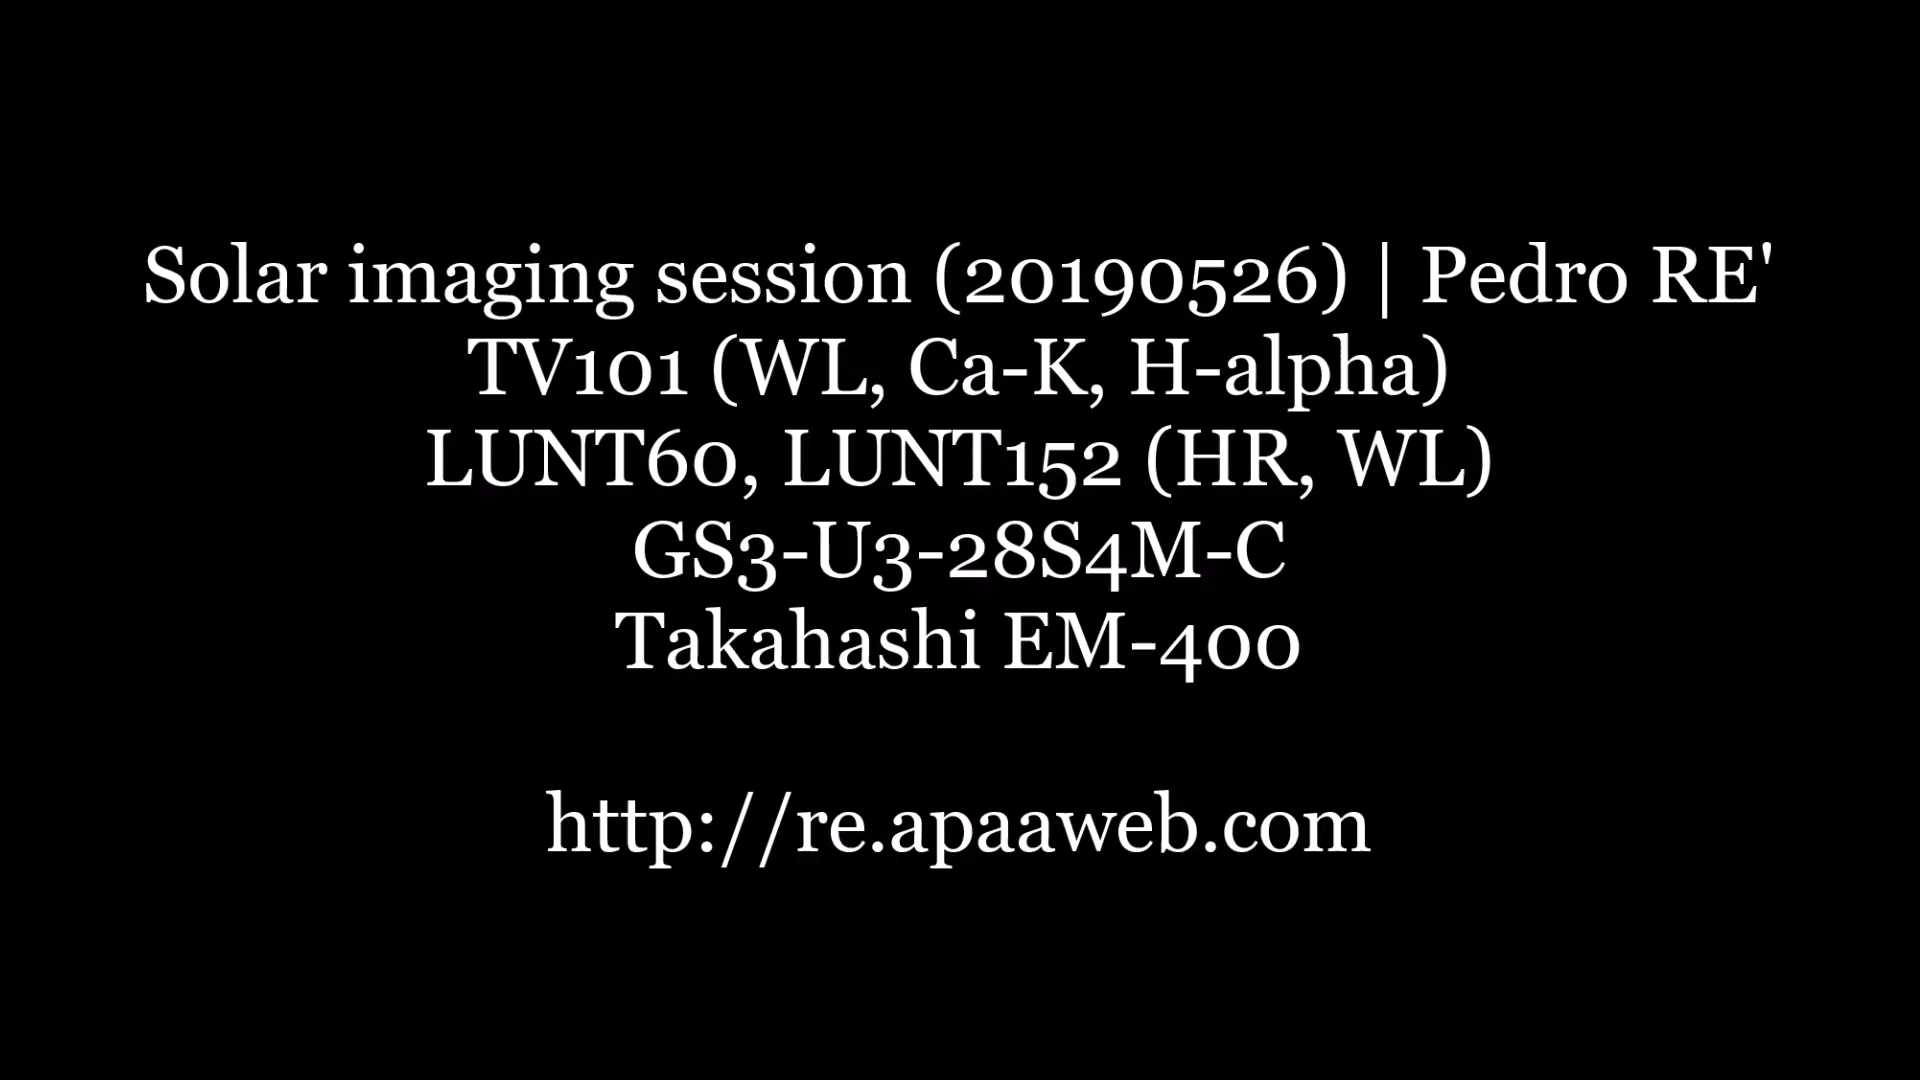 Solar imaging session (20190526) | Pedro RE'
TV101 (WL, Ca-K, H-alpha)
LUNT60, LUNT152 (HR, WL)
GS3-U3-28S4M-C
Takahashi EM-400
http://re.apaaweb.com